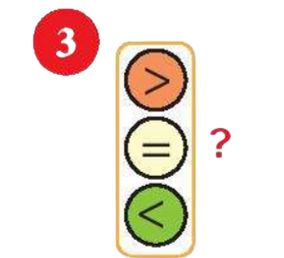 3
>
= ?
<